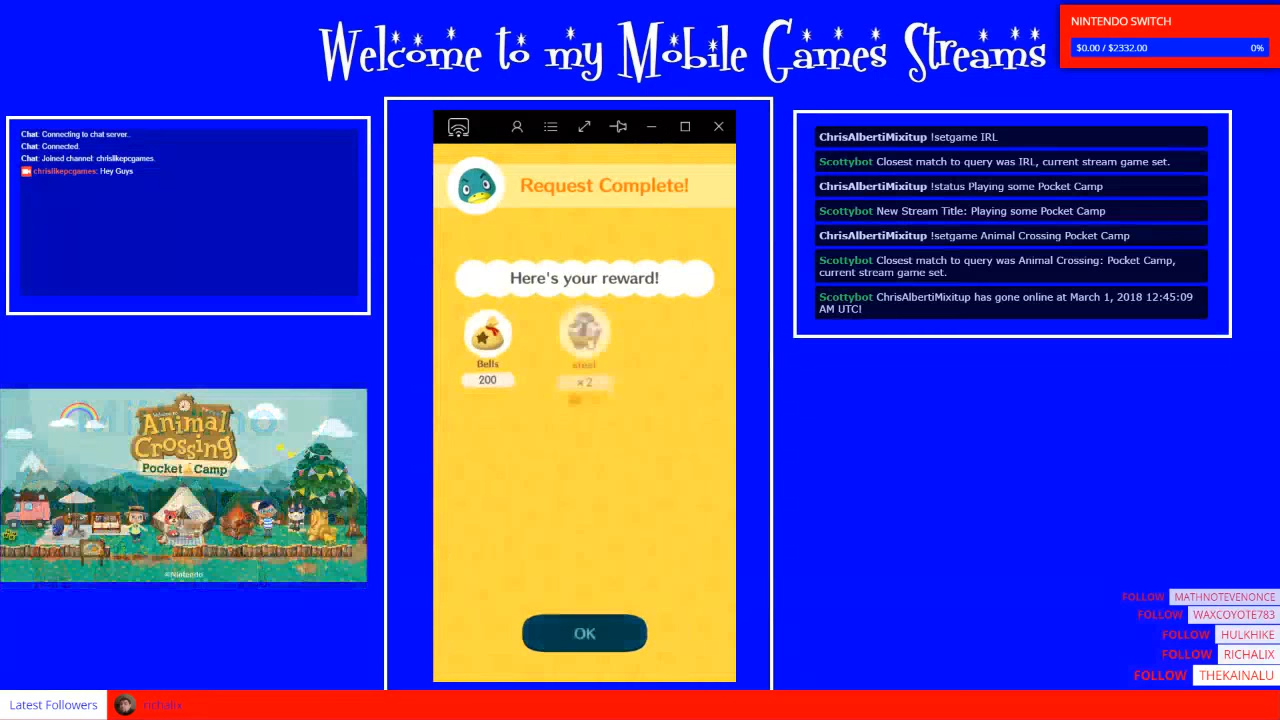 Welcome to my Mobile Games Streams
NINTENDO SWITCH
$0.00 / $2332.00 0%
Chat: Connecting to chat server..
Chat: Connected.
Chat: Joined channel: chrislikepcgames.
chrislikepcgames: Hey Guys
Request Complete!
Here's your reward!
Bells
200
steel
×2
OK
ChrisAlbertiMixitup !setgame IRL
Scottybot Closest match to query was IRL, current stream game set.
ChrisAlbertiMixitup !status Playing some Pocket Camp
Scottybot New Stream Title: Playing some Pocket Camp
ChrisAlbertiMixitup !setgame Animal Crossing Pocket Camp
Scottybot Closest match to query was Animal Crossing: Pocket Camp,
current stream game set.
Scottybot ChrisAlbertiMixitup has gone online at March 1, 2018 12:45:09
AM UTC!
Animal
Crossing
Pocket Camp
©Nintendo
FOLLOW MATHNOTEVENONCE
FOLLOW WAXCOYOTE783
FOLLOW HULKHIKE
FOLLOW RICHALIX
FOLLOW THEKAINALU
Latest Followers richalix